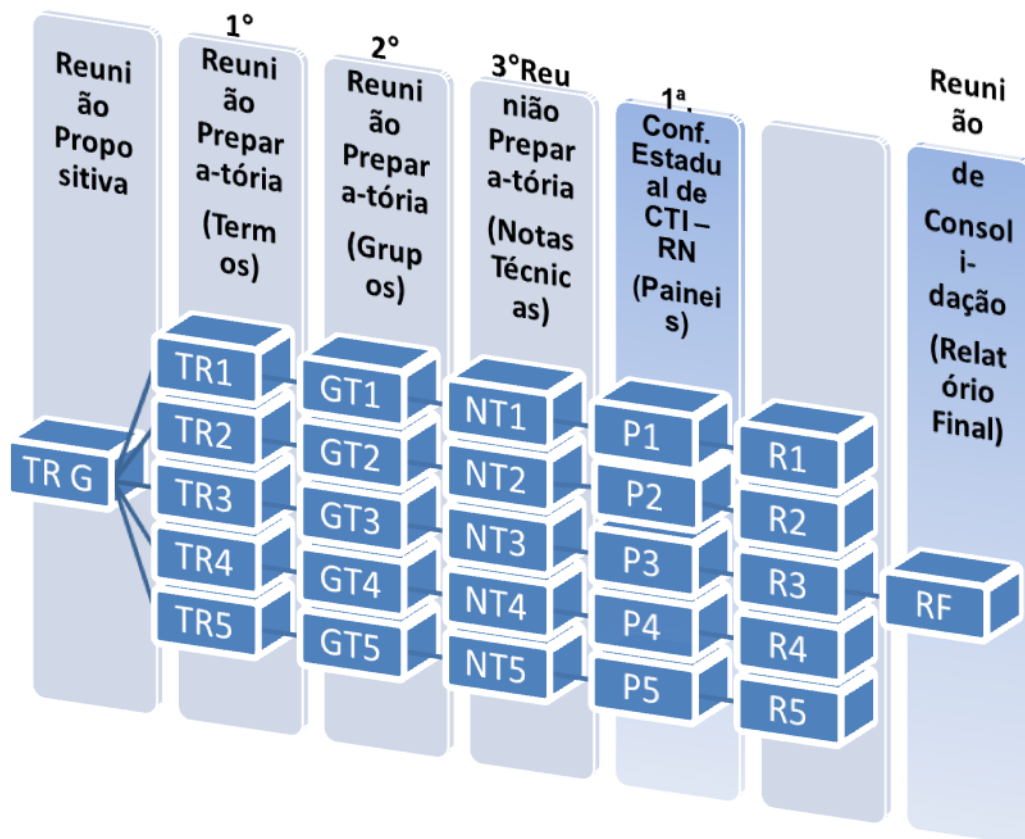 Reuni
ão
Propo
sitiva
1°
Reuni
ão
Prepar
a-tória
(Term
os)
2°
Reuni
ão
Prepar
a-tória
(Grup
os)
3°Reu
nião
Prepar
a-tória
(Notas
Técnic
as)
1ª.
Conf.
Estadu
al de
CTI –
RN
(Painei
s)
Reuni
ão
de
Consol
i-
dação
(Relat
ório
Final)
TR G
TR1
TR2
TR3
TR4
TR5
GT1
GT2
GT3
GT4
GT5
NT1
NT2
NT3
NT4
NT5
P1
P2
P3
P4
P5
R1
R2
R3
R4
R5
RF